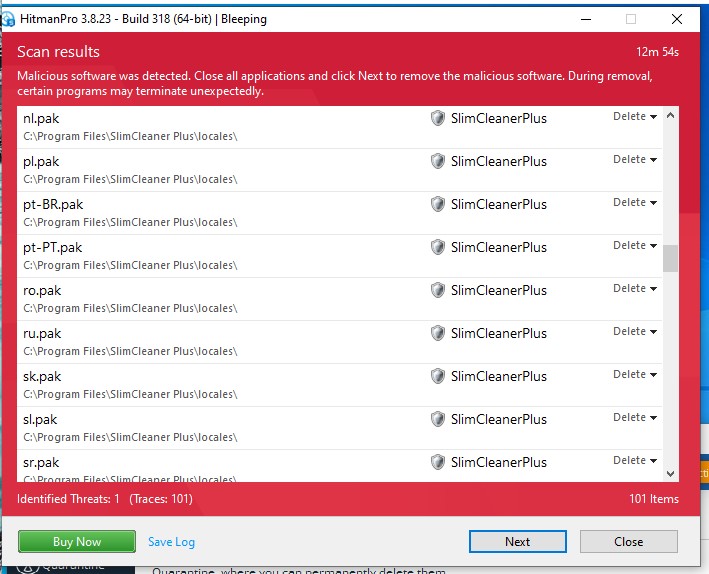 HitmanPro 3.8.23 - Build 318 (64-bit) | Bleeping
Scan results
12m 54s
Malicious software was detected. Close all applications and click Next to remove the malicious software. During removal,
certain programs may terminate unexpectedly.
nl.pak SlimCleanerPlus Delete
C:\Program Files\SlimCleaner Plus\locales\
pl.pak SlimCleanerPlus Delete
C:\Program Files\SlimCleaner Plus\locales\
pt-BR.pak SlimCleanerPlus Delete
C:\Program Files\SlimCleaner Plus\locales\
pt-PT.pak SlimCleanerPlus Delete
C:\Program Files\SlimCleaner Plus\locales\
ro.pak SlimCleanerPlus Delete
C:\Program Files\SlimCleaner Plus\locales\
ru.pak SlimCleanerPlus Delete
C:\Program Files\SlimCleaner Plus\locales\
sk.pak SlimCleanerPlus Delete
C:\Program Files\SlimCleaner Plus\locales\
sl.pak SlimCleanerPlus Delete
C:\Program Files\SlimCleaner Plus\locales\
sr.pak SlimCleanerPlus Delete
C:\Program Files\SlimCleaner Plus\locales\
Identified Threats: 1 (Traces: 101) 101 Items
Buy Now Save Log Next Close
Quarantine Quarantine, where you can permanently delete them